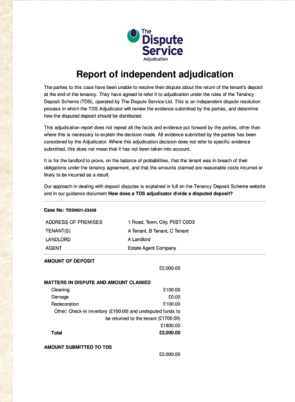 The
Dispute
Service
Adjudication
Report of independent adjudication
The parties to this case have been unable to resolve their dispute about the return of the tenant's deposit
at the end of the tenancy. They have agreed to refer it to adjudication under the rules of the Tenancy
Deposit Scheme (TDS), operated by The Dispute Service Ltd. This is an independent dispute resolution
process in which the TDS Adjudicator will review the evidence submitted by the parties, and determine
how the disputed deposit should be distributed.
This adjudication report does not repeat all the facts and evidence put forward by the parties, other than
where this is necessary to explain the decision made. All evidence submitted by the parties has been
considered by the Adjudicator. Where this adjudication decision does not refer to specific evidence
submitted, this does not mean that it has not been taken into account.
It is for the landlord to prove, on the balance of probabilities, that the tenant was in breach of their
obligations under the tenancy agreement, and that the amounts claimed are reasonable costs incurred or
likely to be incurred as a result.
Our approach in dealing with deposit disputes is explained in full on the Tenancy Deposit Scheme website
and in our guidance document How does a TDS adjudicator divide a disputed deposit?
Case No: TDSNI01-23456
ADDRESS OF PREMISES 1 Road, Town, City, POST C0D3
TENANT(S) A Tenant, B Tenant, C Tenant
LANDLORD A Landlord
AGENT Estate Agent Company
AMOUNT OF DEPOSIT
£2,000.00
MATTERS IN DISPUTE AND AMOUNT CLAIMED
Cleaning £100.00
Damage £0.00
Redecoration £100.00
Other: Check-in inventory (£100.00) and undisputed funds to
be returned to the tenant (£1700.00)
£1800.00
Total £2,000.00
AMOUNT SUBMITTED TO TDS
£2,000.00